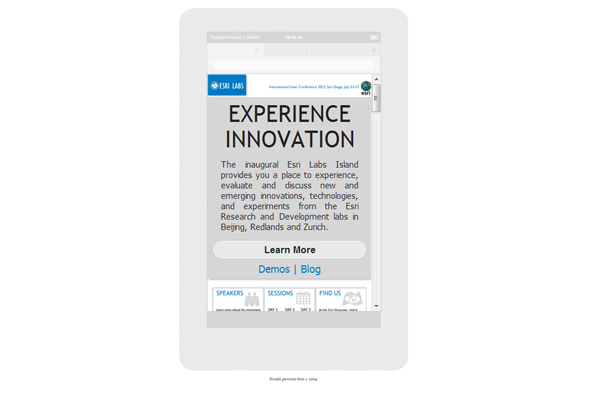 10:16 AM
ESRI LABS
International User Conference 2012, San Diego July 23-27
esri
EXPERIENCE
INNOVATION
The inaugural Esri Labs Island
provides you a place to experience,
evaluate and discuss new and
emerging innovations, technologies,
and experiments from the Esri
Research and Development labs in
Beijing, Redlands and Zurich.
Learn More
Demos | Blog
SPEAKERS
SESSIONS
FIND US
DAY 1 DAY 2 DAY 3
Kindle portrait 600 x 1024